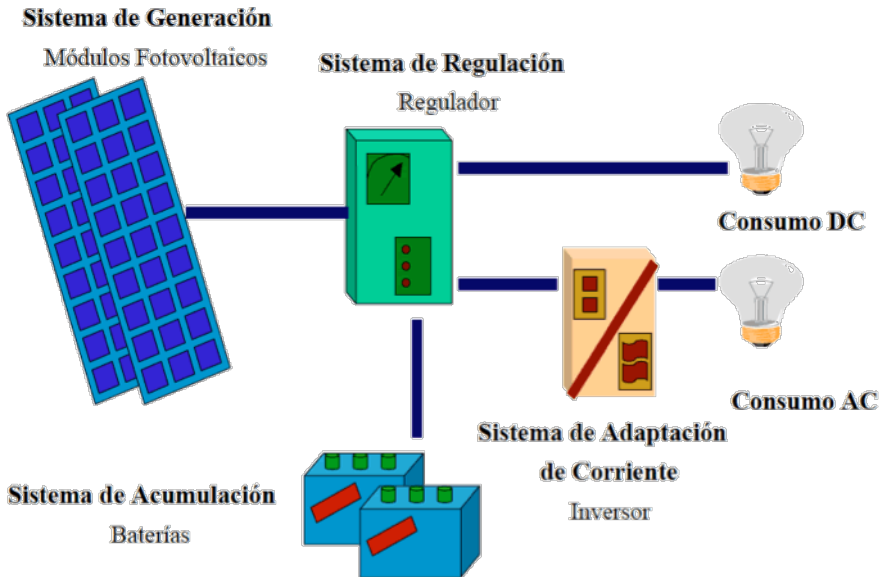 Sistema de Generación
Módulos Fotovoltaicos
Sistema de Regulación
Regulador
Consumo DC
Consumo AC
Sistema de Adaptación
de Corriente
Inversor
Sistema de Acumulación
Baterías